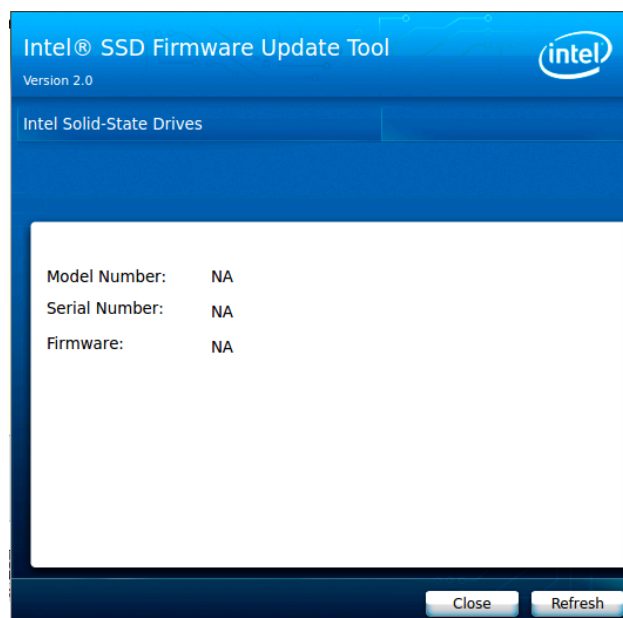 Intel® SSD Firmware Update Tool
(intel)
Version 2.0
Intel Solid-State Drives
Model Number: NA
Serial Number: NA
Firmware: NA
Close Refresh